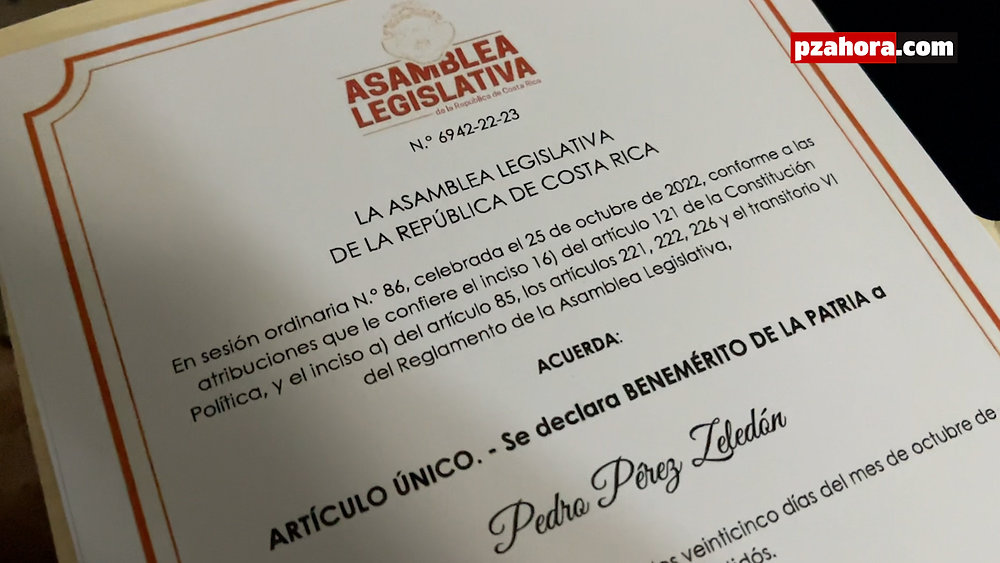 pzahora.com
ASAMBLEA
LEGISLATIVA
de la República de Costa Rica
N.º 6942-22-23
LA ASAMBLEA LEGISLATIVA
DE LA REPÚBLICA DE COSTA RICA
En sesión ordinaria N.º 86, celebrada el 25 de octubre de 2022, conforme a las
atribuciones que le confiere el inciso 16) del artículo 121 de la Constitución
Política, y el inciso a) del artículo 85, los artículos 221, 222, 226 y el transitorio VI
del Reglamento de la Asamblea Legislativa,
ACUERDA:
ARTÍCULO ÚNICO. - Se declara BENEMÉRITO DE LA PATRIA a
Pedro Pérez Zeledón
veinticinco días del mes de octubre de